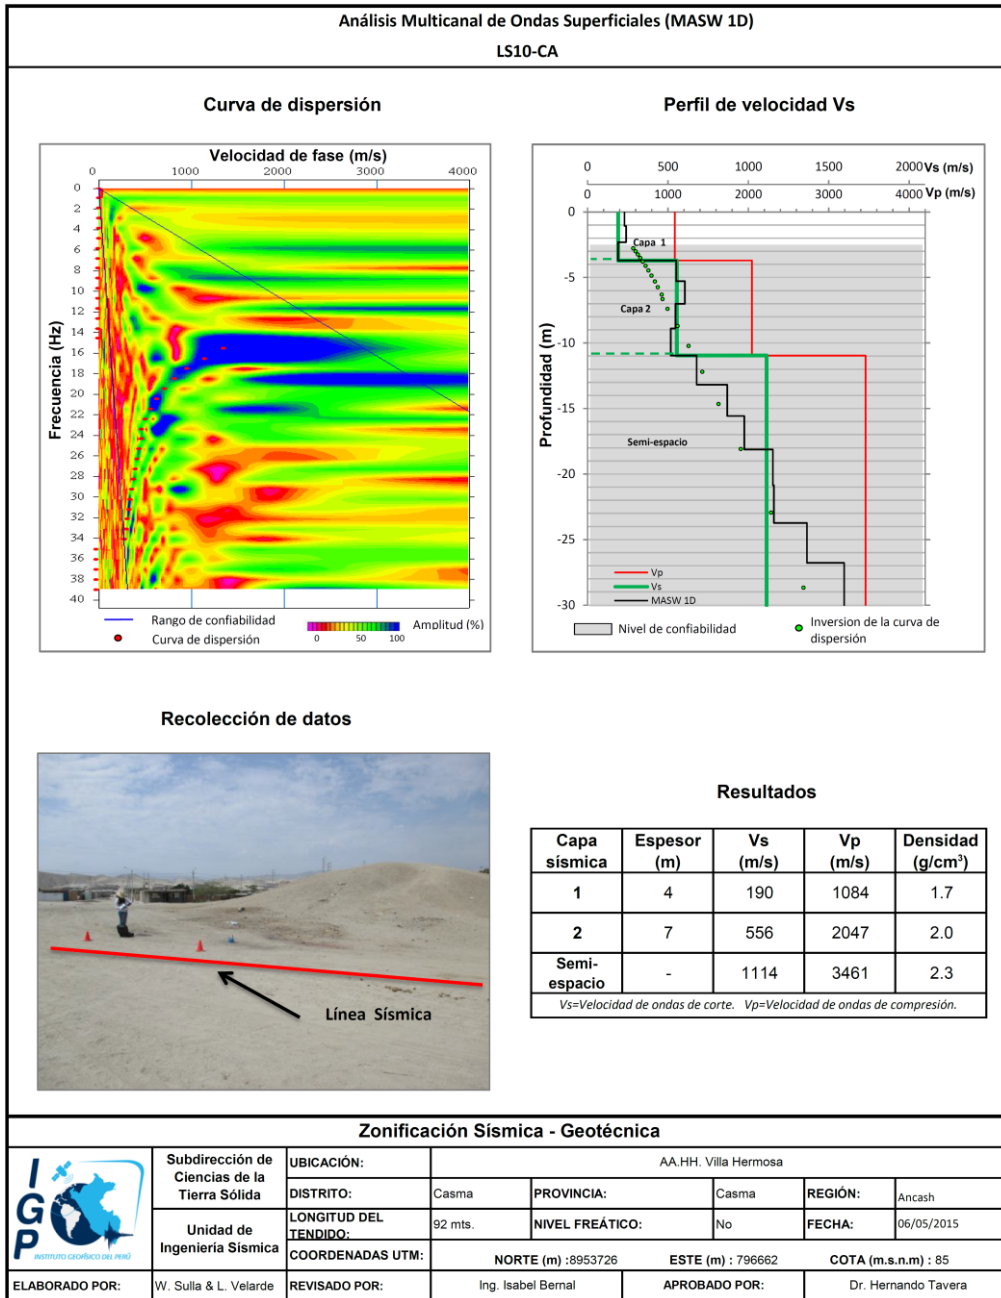 Análisis Multicanal de Ondas Superficiales (MASW 1D)
LS10-CA
Curva de dispersión
Velocidad de fase (m/s)
0 1000 2000 3000 4000
Frecuencia (Hz)
0
2
4
6
8
10
12
14
16
18
20
22
24
26
28
30
32
34
36
38
40
Rango de confiabilidad
Curva de dispersión
0 50 100
Amplitud (%)
Perfil de velocidad Vs
0 500 1000 1500 2000 Vs (m/s)
0 1000 2000 3000 4000 Vp (m/s)
Profundidad (m)
0
-5
-10
-15
-20
-25
-30
Capa 1
Capa 2
Semi-espacio
Vp
Vs
MASW 1D
Nivel de confiabilidad
Inversion de la curva de
dispersión
Recolección de datos
Línea Sísmica
Resultados
Capa sísmica Espesor (m) Vs (m/s) Vp (m/s) Densidad (g/cm³)
1 4 190 1084 1.7
2 7 556 2047 2.0
Semi-espacio - 1114 3461 2.3
Vs=Velocidad de ondas de corte. Vp=Velocidad de ondas de compresión.
Zonificación Sísmica - Geotécnica
IGP
INSTITUTO GEOFÍSICO DEL PERÚ
Subdirección de
Ciencias de la
Tierra Sólida
Unidad de
Ingeniería Sísmica
UBICACIÓN: AA.HH. Villa Hermosa
DISTRITO: Casma PROVINCIA: Casma REGIÓN: Ancash
LONGITUD DEL TENDIDO: 92 mts. NIVEL FREÁTICO: No FECHA: 06/05/2015
COORDENADAS UTM: NORTE (m) :8953726 ESTE (m) : 796662 COTA (m.s.n.m) : 85
ELABORADO POR: W. Sulla & L. Velarde REVISADO POR: Ing. Isabel Bernal APROBADO POR: Dr. Hernando Tavera